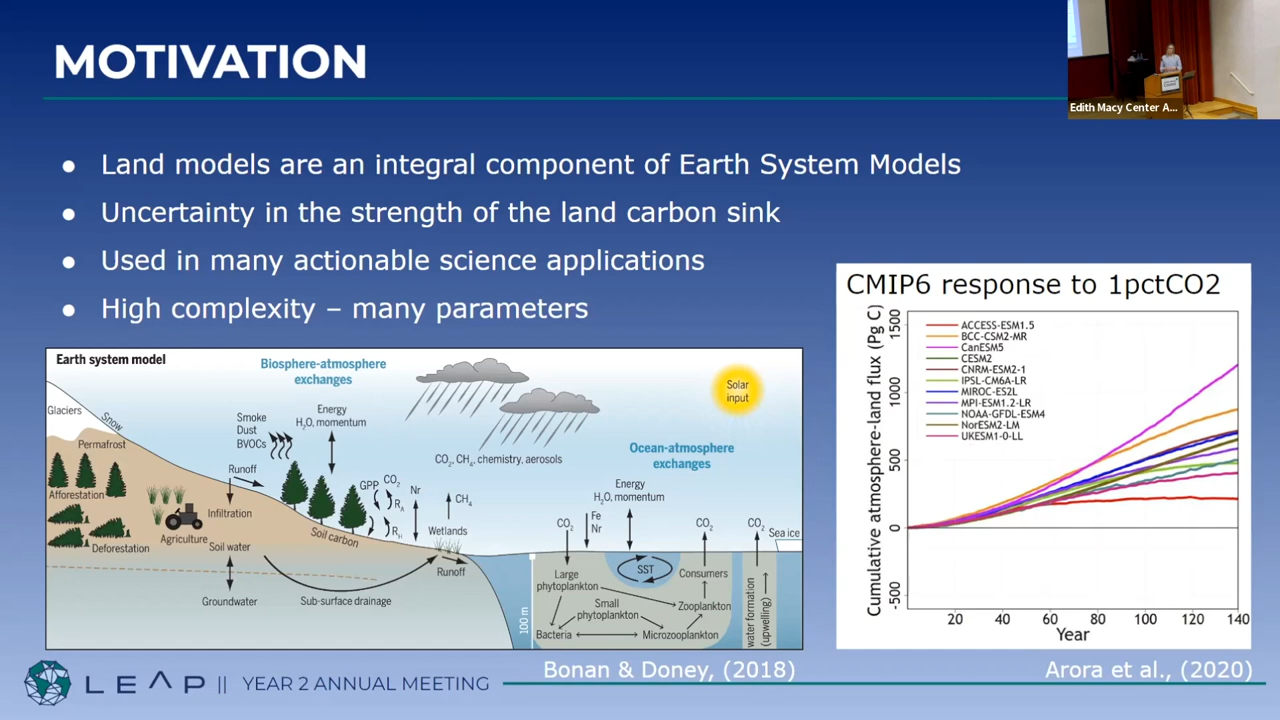 MOTIVATION
Edith Macy Center A...
● Land models are an integral component of Earth System Models
● Uncertainty in the strength of the land carbon sink
● Used in many actionable science applications
● High complexity – many parameters
Earth system model
Biosphere-atmosphere
exchanges
Solar
input
Glaciers
Snow
Permafrost
Smoke
Dust
BVOCs
Energy
H₂O, momentum
CO₂, CH₄, chemistry, aerosols
Ocean-atmosphere
exchanges
Runoff
Afforestation
Infiltration
Agriculture
Deforestation
Soil water
Soil carbon
GPP
CO₂
Rₐ
R_H
Nr
CH₄
Wetlands
Runoff
Groundwater
Sub-surface drainage
Energy
H₂O, momentum
CO₂
Fe
Nr
CO₂
CO₂
Sea ice
SST
Large
phytoplankton
Consumers
Small
phytoplankton
Zooplankton
Bacteria
Microzooplankton
100 m
water formation
(upwelling)
Bonan & Doney, (2018)
CMIP6 response to 1pctCO2
Cumulative atmosphere-land flux (Pg C)
1500
1000
500
0
-500
ACCESS-ESM1.5
BCC-CSM2-MR
CanESM5
CESM2
CNRM-ESM2-1
IPSL-CM6A-LR
MIROC-ES2L
MPI-ESM1.2-LR
NOAA-GFDL-ESM4
NorESM2-LM
UKESM1-0-LL
20 40 60 80 100 120 140
Year
Arora et al., (2020)
LEAP || YEAR 2 ANNUAL MEETING